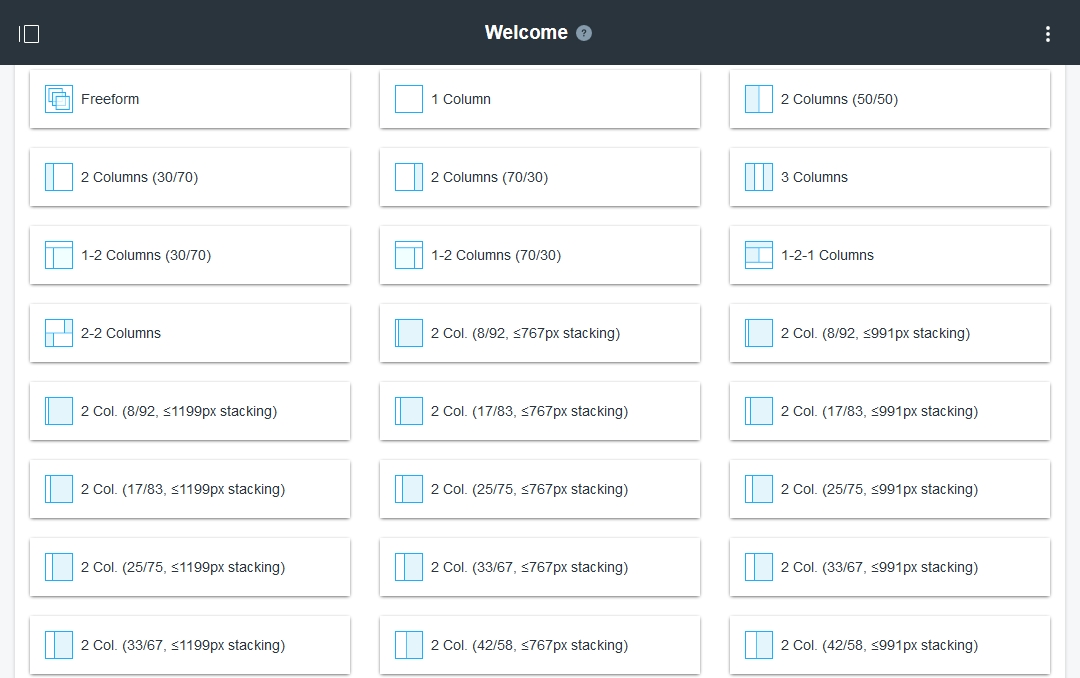 Welcome ?
Freeform
1 Column
2 Columns (50/50)
2 Columns (30/70)
2 Columns (70/30)
3 Columns
1-2 Columns (30/70)
1-2 Columns (70/30)
1-2-1 Columns
2-2 Columns
2 Col. (8/92, ≤767px stacking)
2 Col. (8/92, ≤991px stacking)
2 Col. (8/92, ≤1199px stacking)
2 Col. (17/83, ≤767px stacking)
2 Col. (17/83, ≤991px stacking)
2 Col. (17/83, ≤1199px stacking)
2 Col. (25/75, ≤767px stacking)
2 Col. (25/75, ≤991px stacking)
2 Col. (25/75, ≤1199px stacking)
2 Col. (33/67, ≤767px stacking)
2 Col. (33/67, ≤991px stacking)
2 Col. (33/67, ≤1199px stacking)
2 Col. (42/58, ≤767px stacking)
2 Col. (42/58, ≤991px stacking)